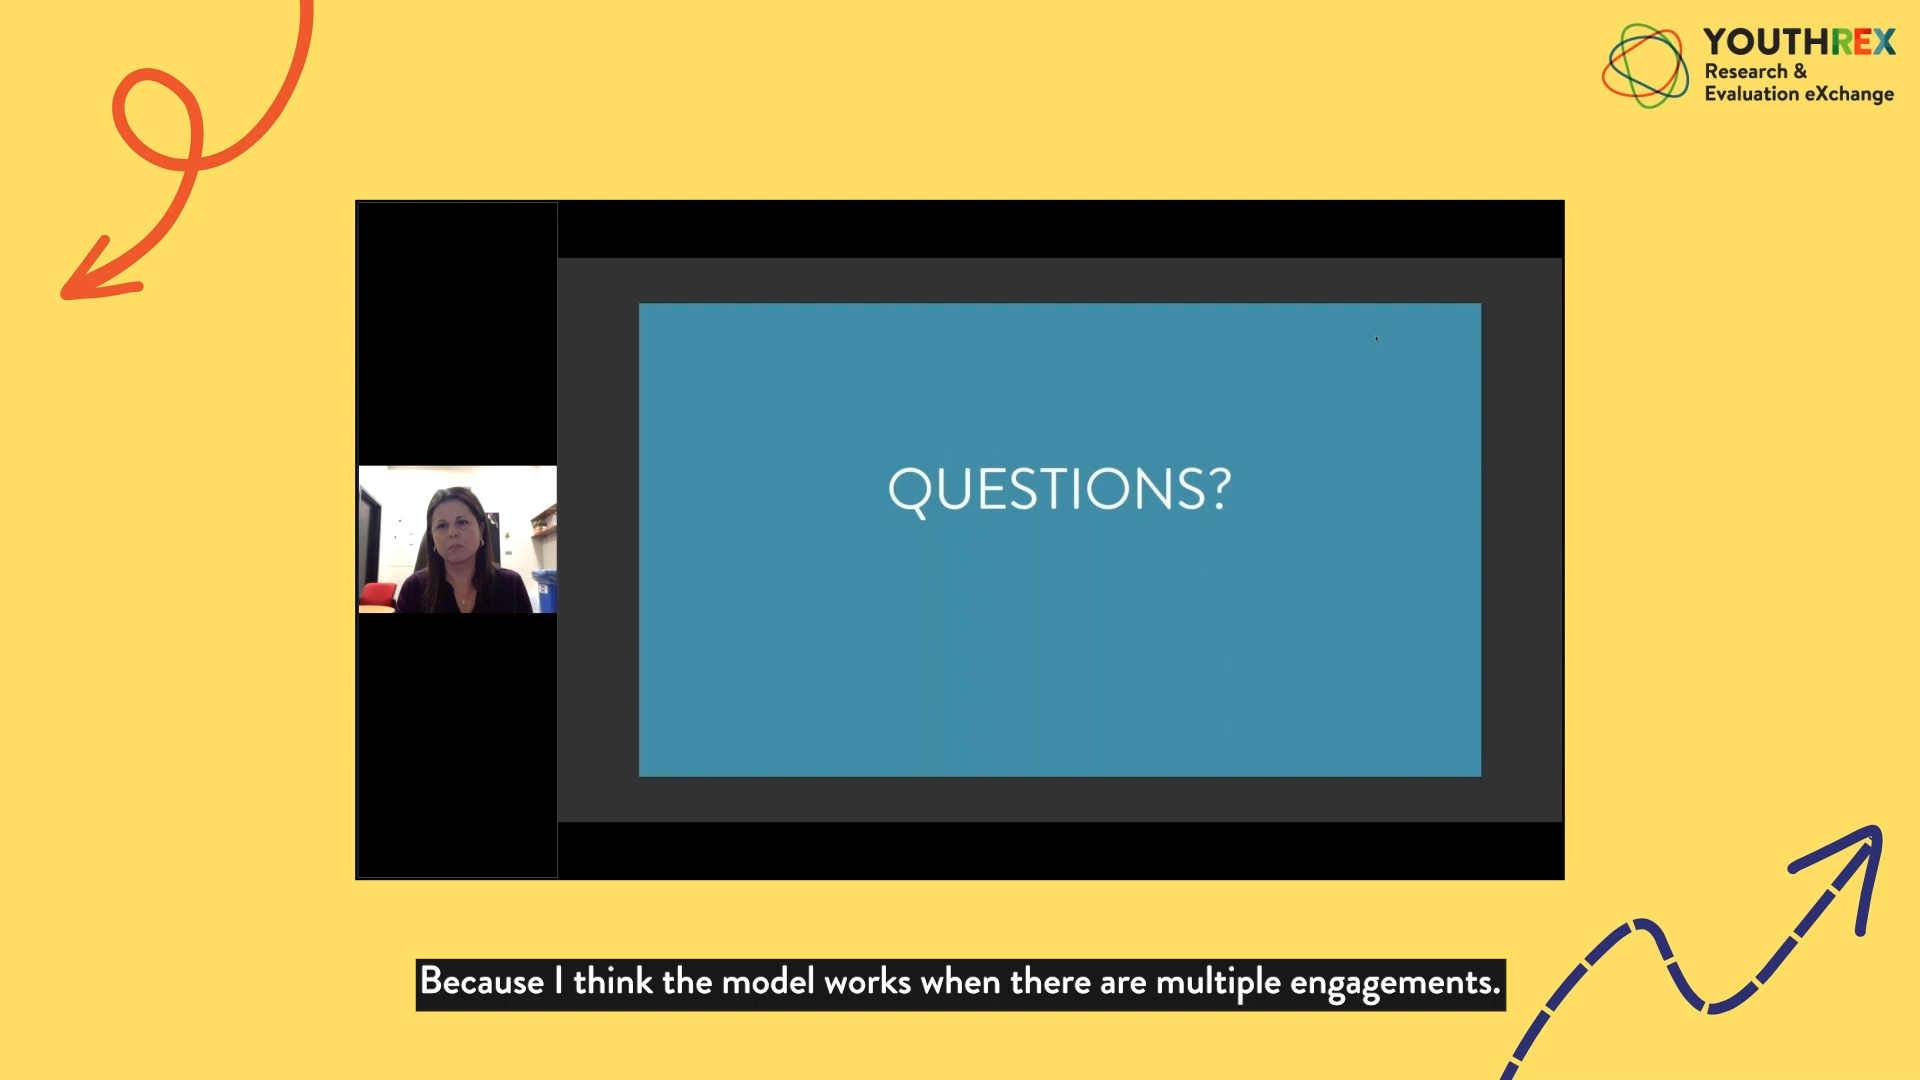 YOUTHREX
Research &
Evaluation eXchange
QUESTIONS?
Because I think the model works when there are multiple engagements.